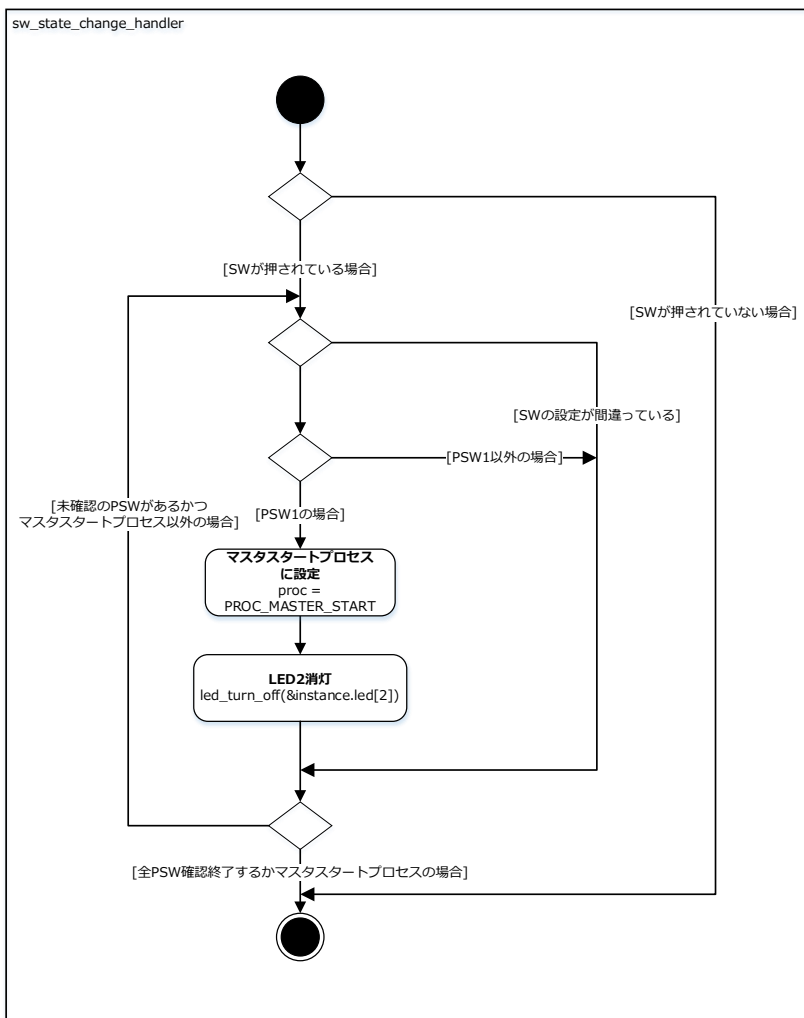 sw_state_change_handler
[SWが押されている場合]
[SWが押されていない場合]
[SWの設定が間違っている]
[PSW1以外の場合]
[未確認のPSWがあるかつ
マスタスタートプロセス以外の場合]
[PSW1の場合]
マスタスタートプロセス
に設定
proc =
PROC_MASTER_START
LED2消灯
led_turn_off(&instance.led[2])
[全PSW確認終了するかマスタスタートプロセスの場合]